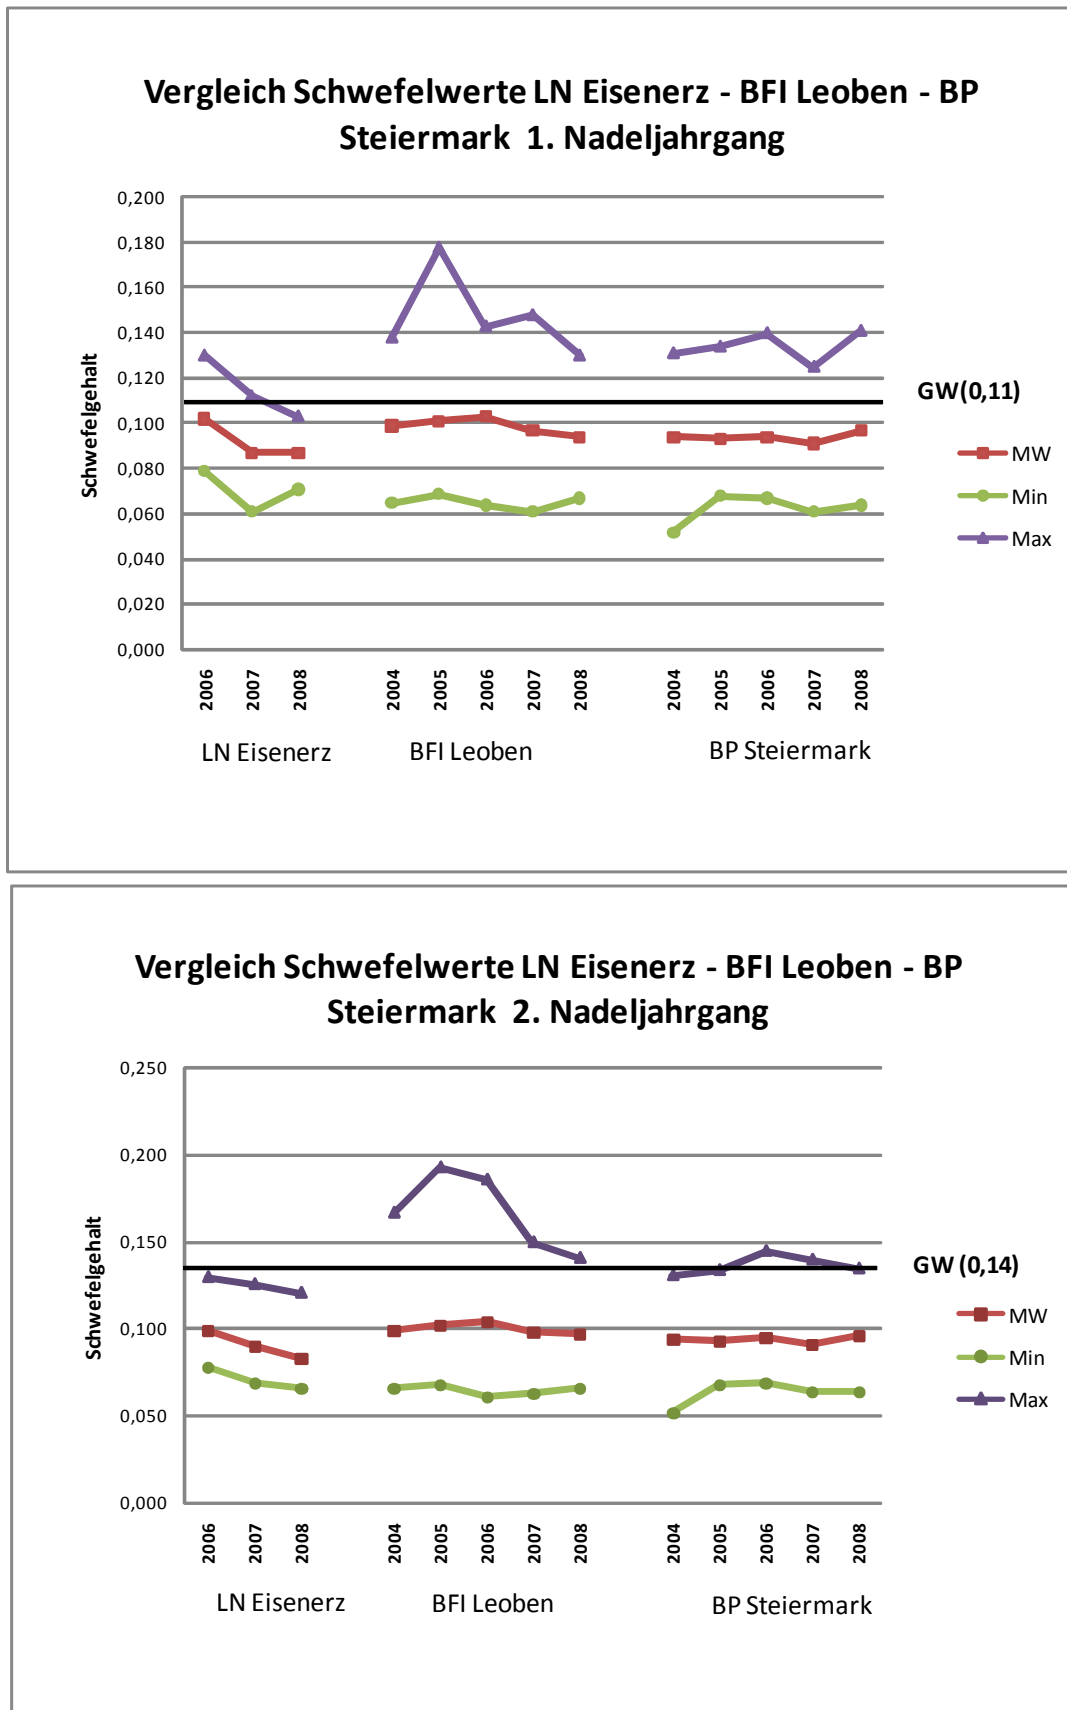 Vergleich Schwefelwerte LN Eisenerz - BFI Leoben - BP
Steiermark 1. Nadeljahrgang
0,200
0,180
0,160
0,140
0,120
0,100
0,080
0,060
0,040
0,020
0,000
Schwefelgehalt
GW(0,11)
MW
Min
Max
2006
2007
2008
2004
2005
2006
2007
2008
2004
2005
2006
2007
2008
LN Eisenerz
BFI Leoben
BP Steiermark
Vergleich Schwefelwerte LN Eisenerz - BFI Leoben - BP
Steiermark 2. Nadeljahrgang
0,250
0,200
0,150
0,100
0,050
0,000
Schwefelgehalt
GW (0,14)
MW
Min
Max
2006
2007
2008
2004
2005
2006
2007
2008
2004
2005
2006
2007
2008
LN Eisenerz
BFI Leoben
BP Steiermark